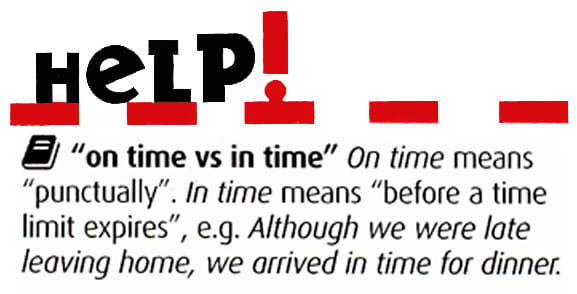 HeLP!
"on time vs in time" On time means
"punctually". In time means "before a time
limit expires", e.g. Although we were late
leaving home, we arrived in time for dinner.